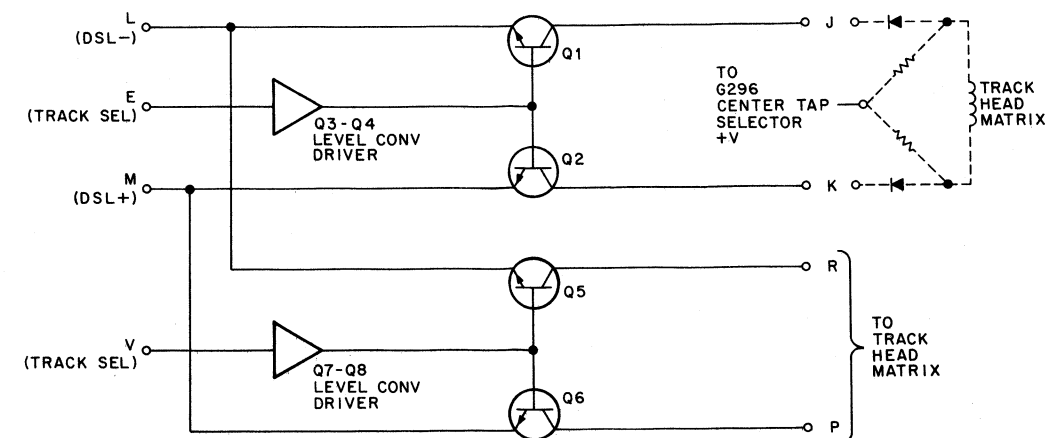 L
(DSL−)
E
(TRACK SEL)
Q3-Q4
LEVEL CONV
DRIVER
M
(DSL+)
Q1
Q2
J
TO
G296
CENTER TAP
SELECTOR
+V
TRACK
HEAD
MATRIX
K
V
(TRACK SEL)
Q7-Q8
LEVEL CONV
DRIVER
Q5
Q6
R
TO
TRACK
HEAD
MATRIX
P